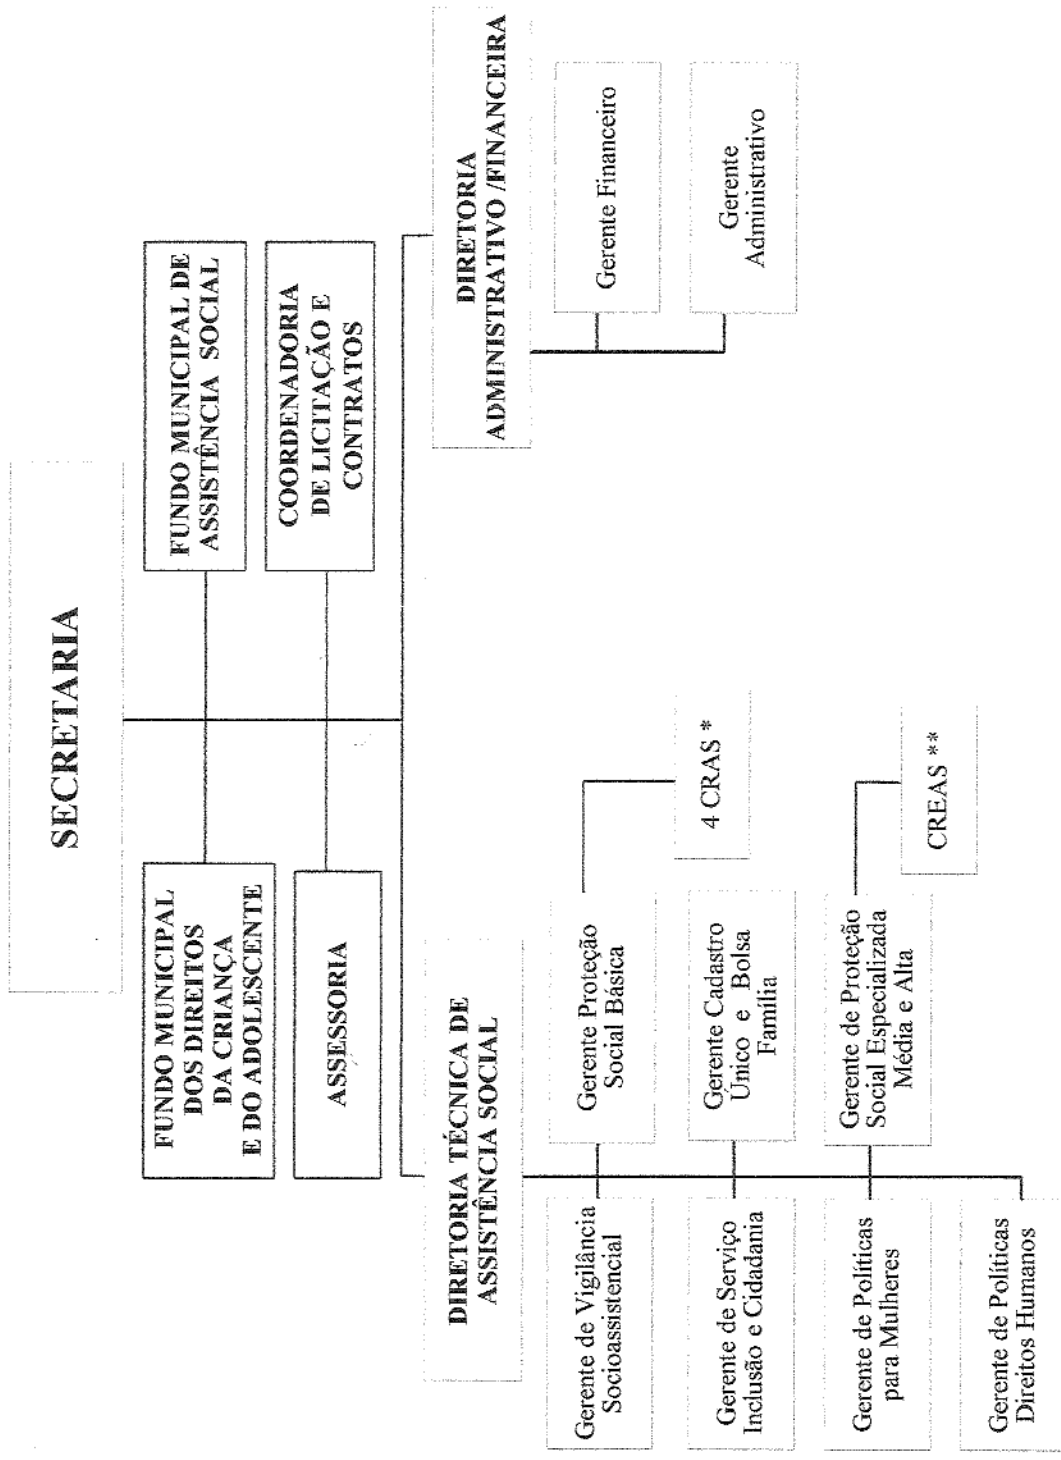 SECRETARIA
FUNDO MUNICIPAL
DOS DIREITOS
DA CRIANÇA
E DO ADOLESCENTE
FUNDO MUNICIPAL DE
ASSISTÊNCIA SOCIAL
ASSESSORIA
COORDENADORIA
DE LICITAÇÃO E
CONTRATOS
DIRETORIA TÉCNICA DE
ASSISTÊNCIA SOCIAL
DIRETORIA
ADMINISTRATIVO /FINANCEIRA
Gerente de Vigilância
Socioassistencial
Gerente Proteção
Social Básica
4 CRAS *
Gerente Financeiro
Gerente de Serviço
Inclusão e Cidadania
Gerente Cadastro
Único e Bolsa
Família
Gerente
Administrativo
Gerente de Políticas
para Mulheres
Gerente de Proteção
Social Especializada
Média e Alta
CREAS **
Gerente de Políticas
Direitos Humanos